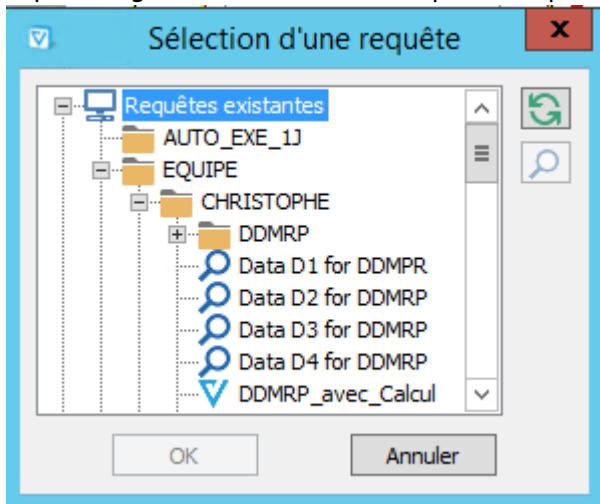 Sélection d'une requête
x
Requêtes existantes
AUTO_EXE_1J
EQUIPE
CHRISTOPHE
DDMRP
Data D1 for DDMPR
Data D2 for DDMRP
Data D3 for DDMRP
Data D4 for DDMRP
DDMRP_avec_Calcul
OK
Annuler